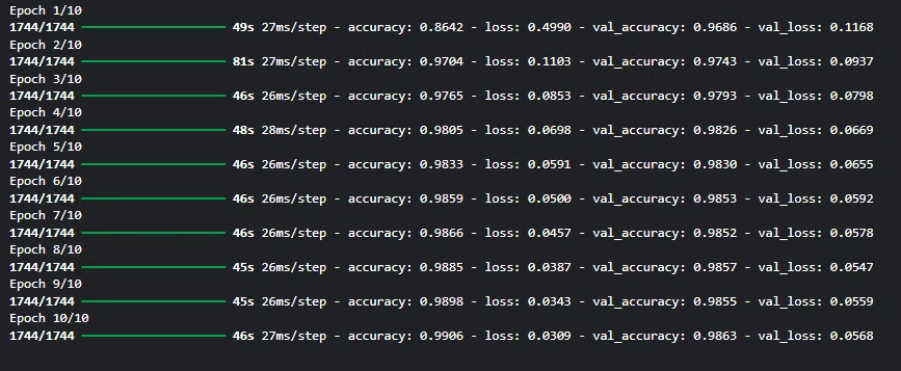 Epoch 1/10
1744/1744 49s 27ms/step - accuracy: 0.8642 - loss: 0.4990 - val_accuracy: 0.9686 - val_loss: 0.1168
Epoch 2/10
1744/1744 81s 27ms/step - accuracy: 0.9704 - loss: 0.1103 - val_accuracy: 0.9743 - val_loss: 0.0937
Epoch 3/10
1744/1744 46s 26ms/step - accuracy: 0.9765 - loss: 0.0853 - val_accuracy: 0.9793 - val_loss: 0.0798
Epoch 4/10
1744/1744 48s 28ms/step - accuracy: 0.9805 - loss: 0.0698 - val_accuracy: 0.9826 - val_loss: 0.0669
Epoch 5/10
1744/1744 46s 26ms/step - accuracy: 0.9833 - loss: 0.0591 - val_accuracy: 0.9830 - val_loss: 0.0655
Epoch 6/10
1744/1744 46s 26ms/step - accuracy: 0.9859 - loss: 0.0500 - val_accuracy: 0.9853 - val_loss: 0.0592
Epoch 7/10
1744/1744 46s 26ms/step - accuracy: 0.9866 - loss: 0.0457 - val_accuracy: 0.9852 - val_loss: 0.0578
Epoch 8/10
1744/1744 45s 26ms/step - accuracy: 0.9885 - loss: 0.0387 - val_accuracy: 0.9857 - val_loss: 0.0547
Epoch 9/10
1744/1744 45s 26ms/step - accuracy: 0.9898 - loss: 0.0343 - val_accuracy: 0.9855 - val_loss: 0.0559
Epoch 10/10
1744/1744 46s 27ms/step - accuracy: 0.9906 - loss: 0.0309 - val_accuracy: 0.9863 - val_loss: 0.0568